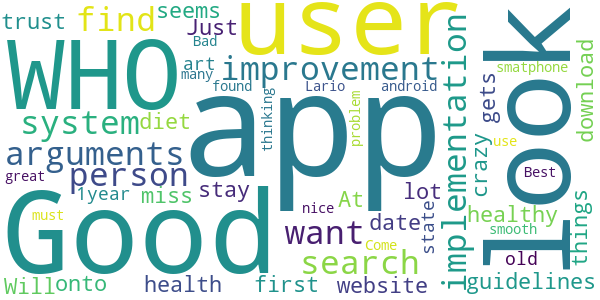 trust
seems
find
user
Just
Bad
art
many
WHO
improvement
found
Lario
android
app
system
diet
thinking
problem
arguments
person
great
1year
miss
stay
At
lot
state
Good
want
date
nice
Come
must
search
Will
onto
health
first
website
implementation
look
gets
crazy
smatphone
download
use
Best
healthy
smooth
old
things
guidelines